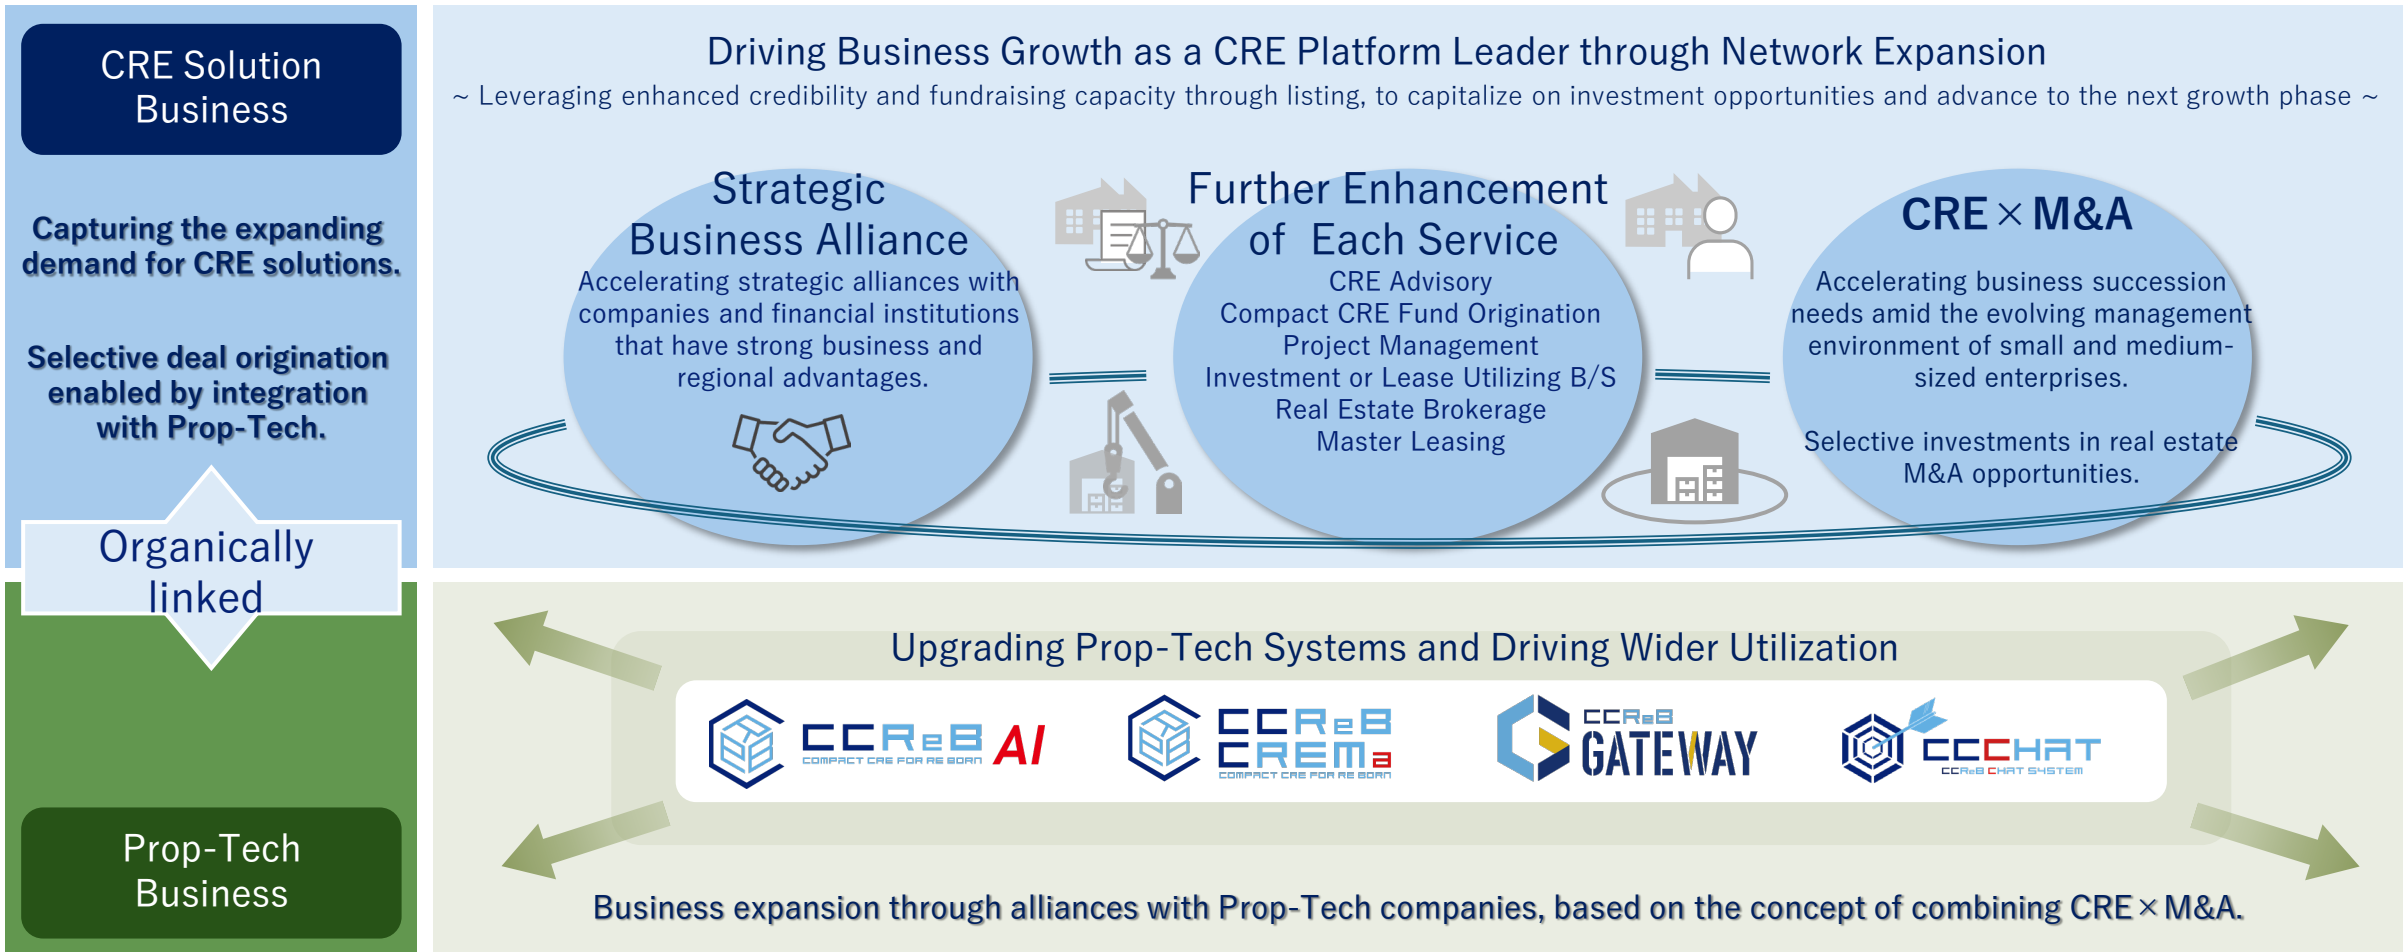 CRE Solution
Business
Capturing the expanding
demand for CRE solutions.
Selective deal origination
enabled by integration
with Prop-Tech.
Organically
linked
Prop-Tech
Business
Driving Business Growth as a CRE Platform Leader through Network Expansion
~ Leveraging enhanced credibility and fundraising capacity through listing, to capitalize on investment opportunities and advance to the next growth phase ~
Strategic
Business Alliance
Accelerating strategic alliances with
companies and financial institutions
that have strong business and
regional advantages.
Further Enhancement
of Each Service
CRE Advisory
Compact CRE Fund Origination
Project Management
Investment or Lease Utilizing B/S
Real Estate Brokerage
Master Leasing
CRE×M&A
Accelerating business succession
needs amid the evolving management
environment of small and medium-
sized enterprises.
Selective investments in real estate
M&A opportunities.
Upgrading Prop-Tech Systems and Driving Wider Utilization
CCReB AI
COMPACT CRE FOR RE BORN
CCReB
CREMa
COMPACT CRE FOR RE BORN
CCReB
GATEWAY
CCCHAT
CCReB CHAT SYSTEM
Business expansion through alliances with Prop-Tech companies, based on the concept of combining CRE×M&A.